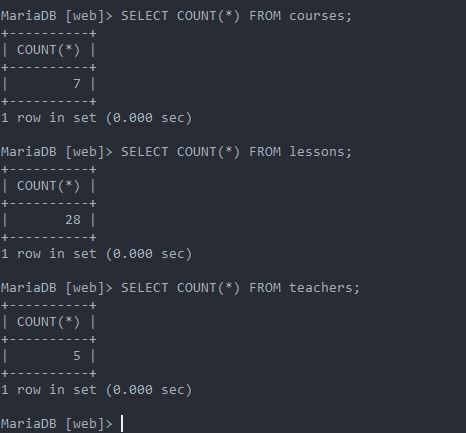 MariaDB [web]> SELECT COUNT(*) FROM courses;
+----------+
| COUNT(*) |
+----------+
|        7 |
+----------+
1 row in set (0.000 sec)

MariaDB [web]> SELECT COUNT(*) FROM lessons;
+----------+
| COUNT(*) |
+----------+
|       28 |
+----------+
1 row in set (0.000 sec)

MariaDB [web]> SELECT COUNT(*) FROM teachers;
+----------+
| COUNT(*) |
+----------+
|        5 |
+----------+
1 row in set (0.000 sec)

MariaDB [web]>